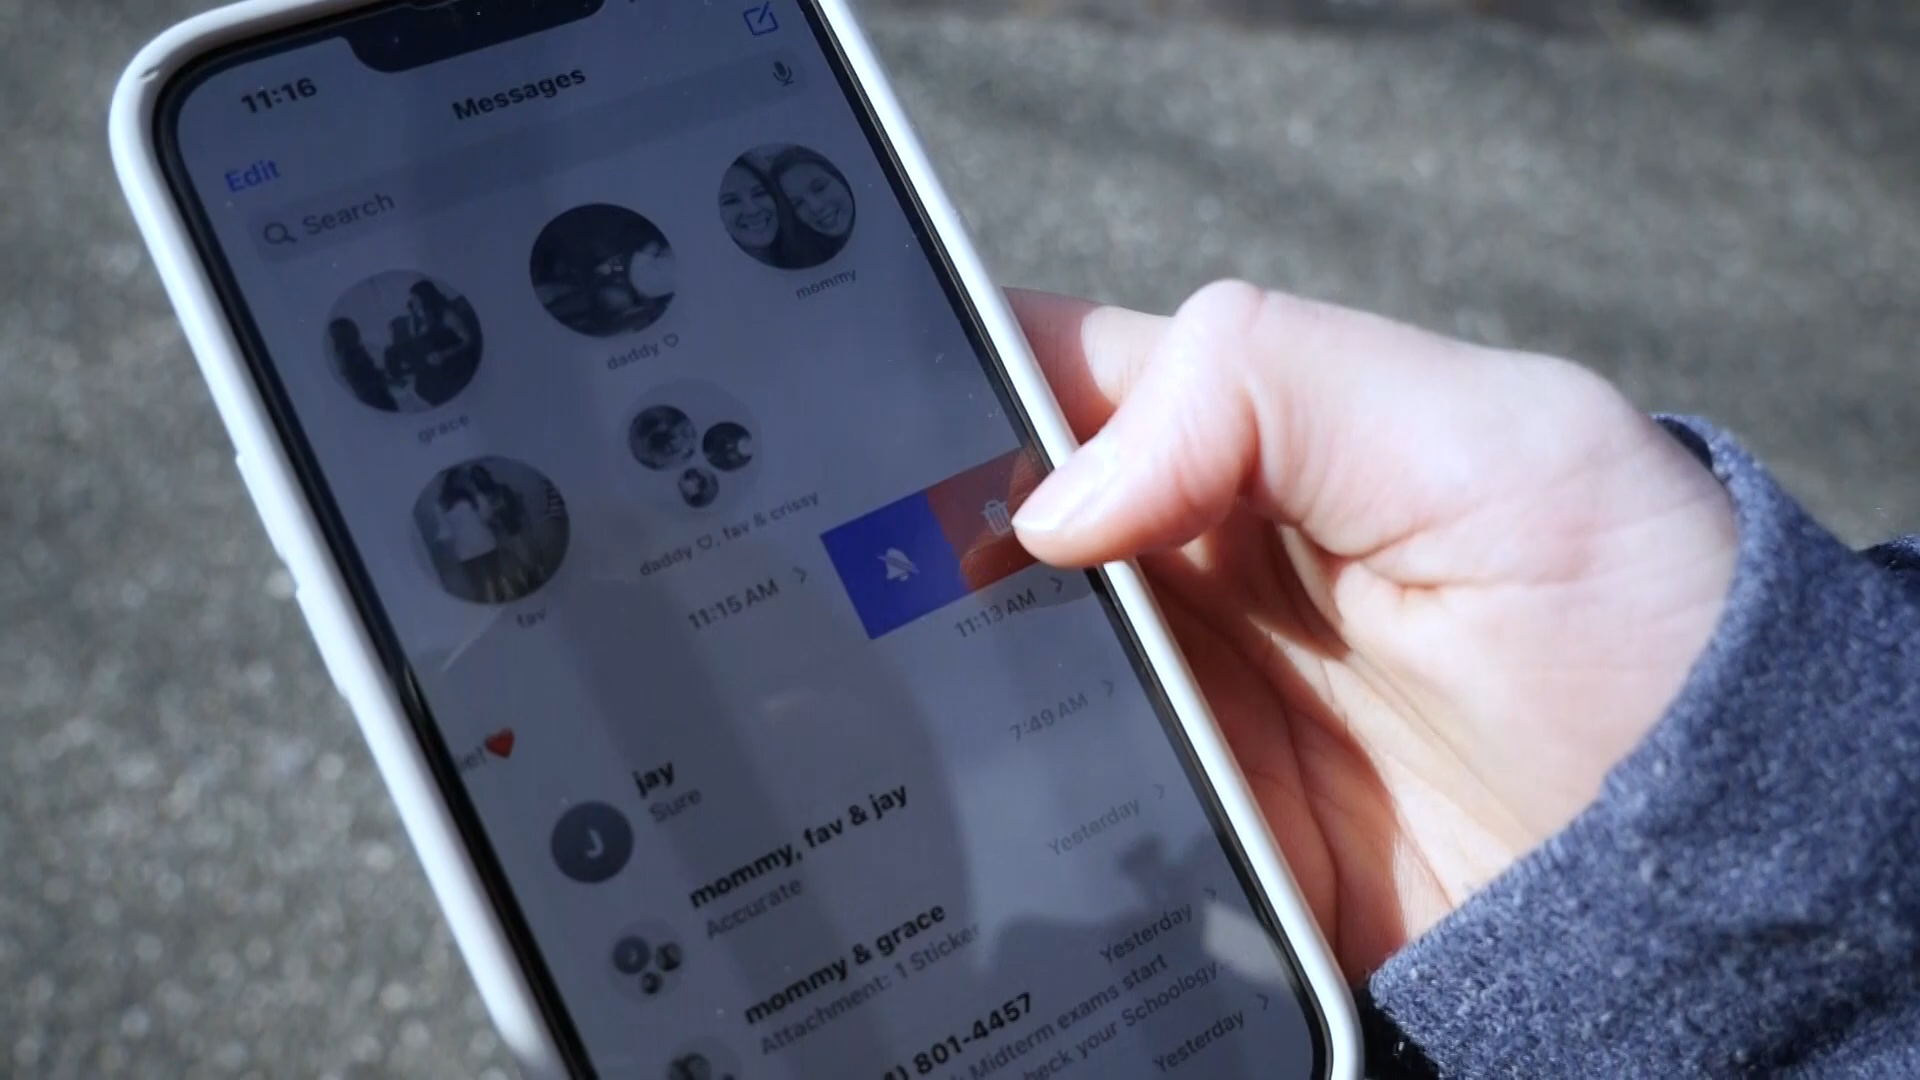 11:16
Messages
Edit
Search
mommy
daddy ♡
grace
daddy ♡, fav & crissy
fav
11:15 AM
11:13 AM
7:49 AM
❤️
jay
Sure
Yesterday
mommy, fav & jay
Accurate
Yesterday
mommy & grace
Attachment: 1 Sticker
Yesterday
801-4457
Midterm exams start
your Schoology